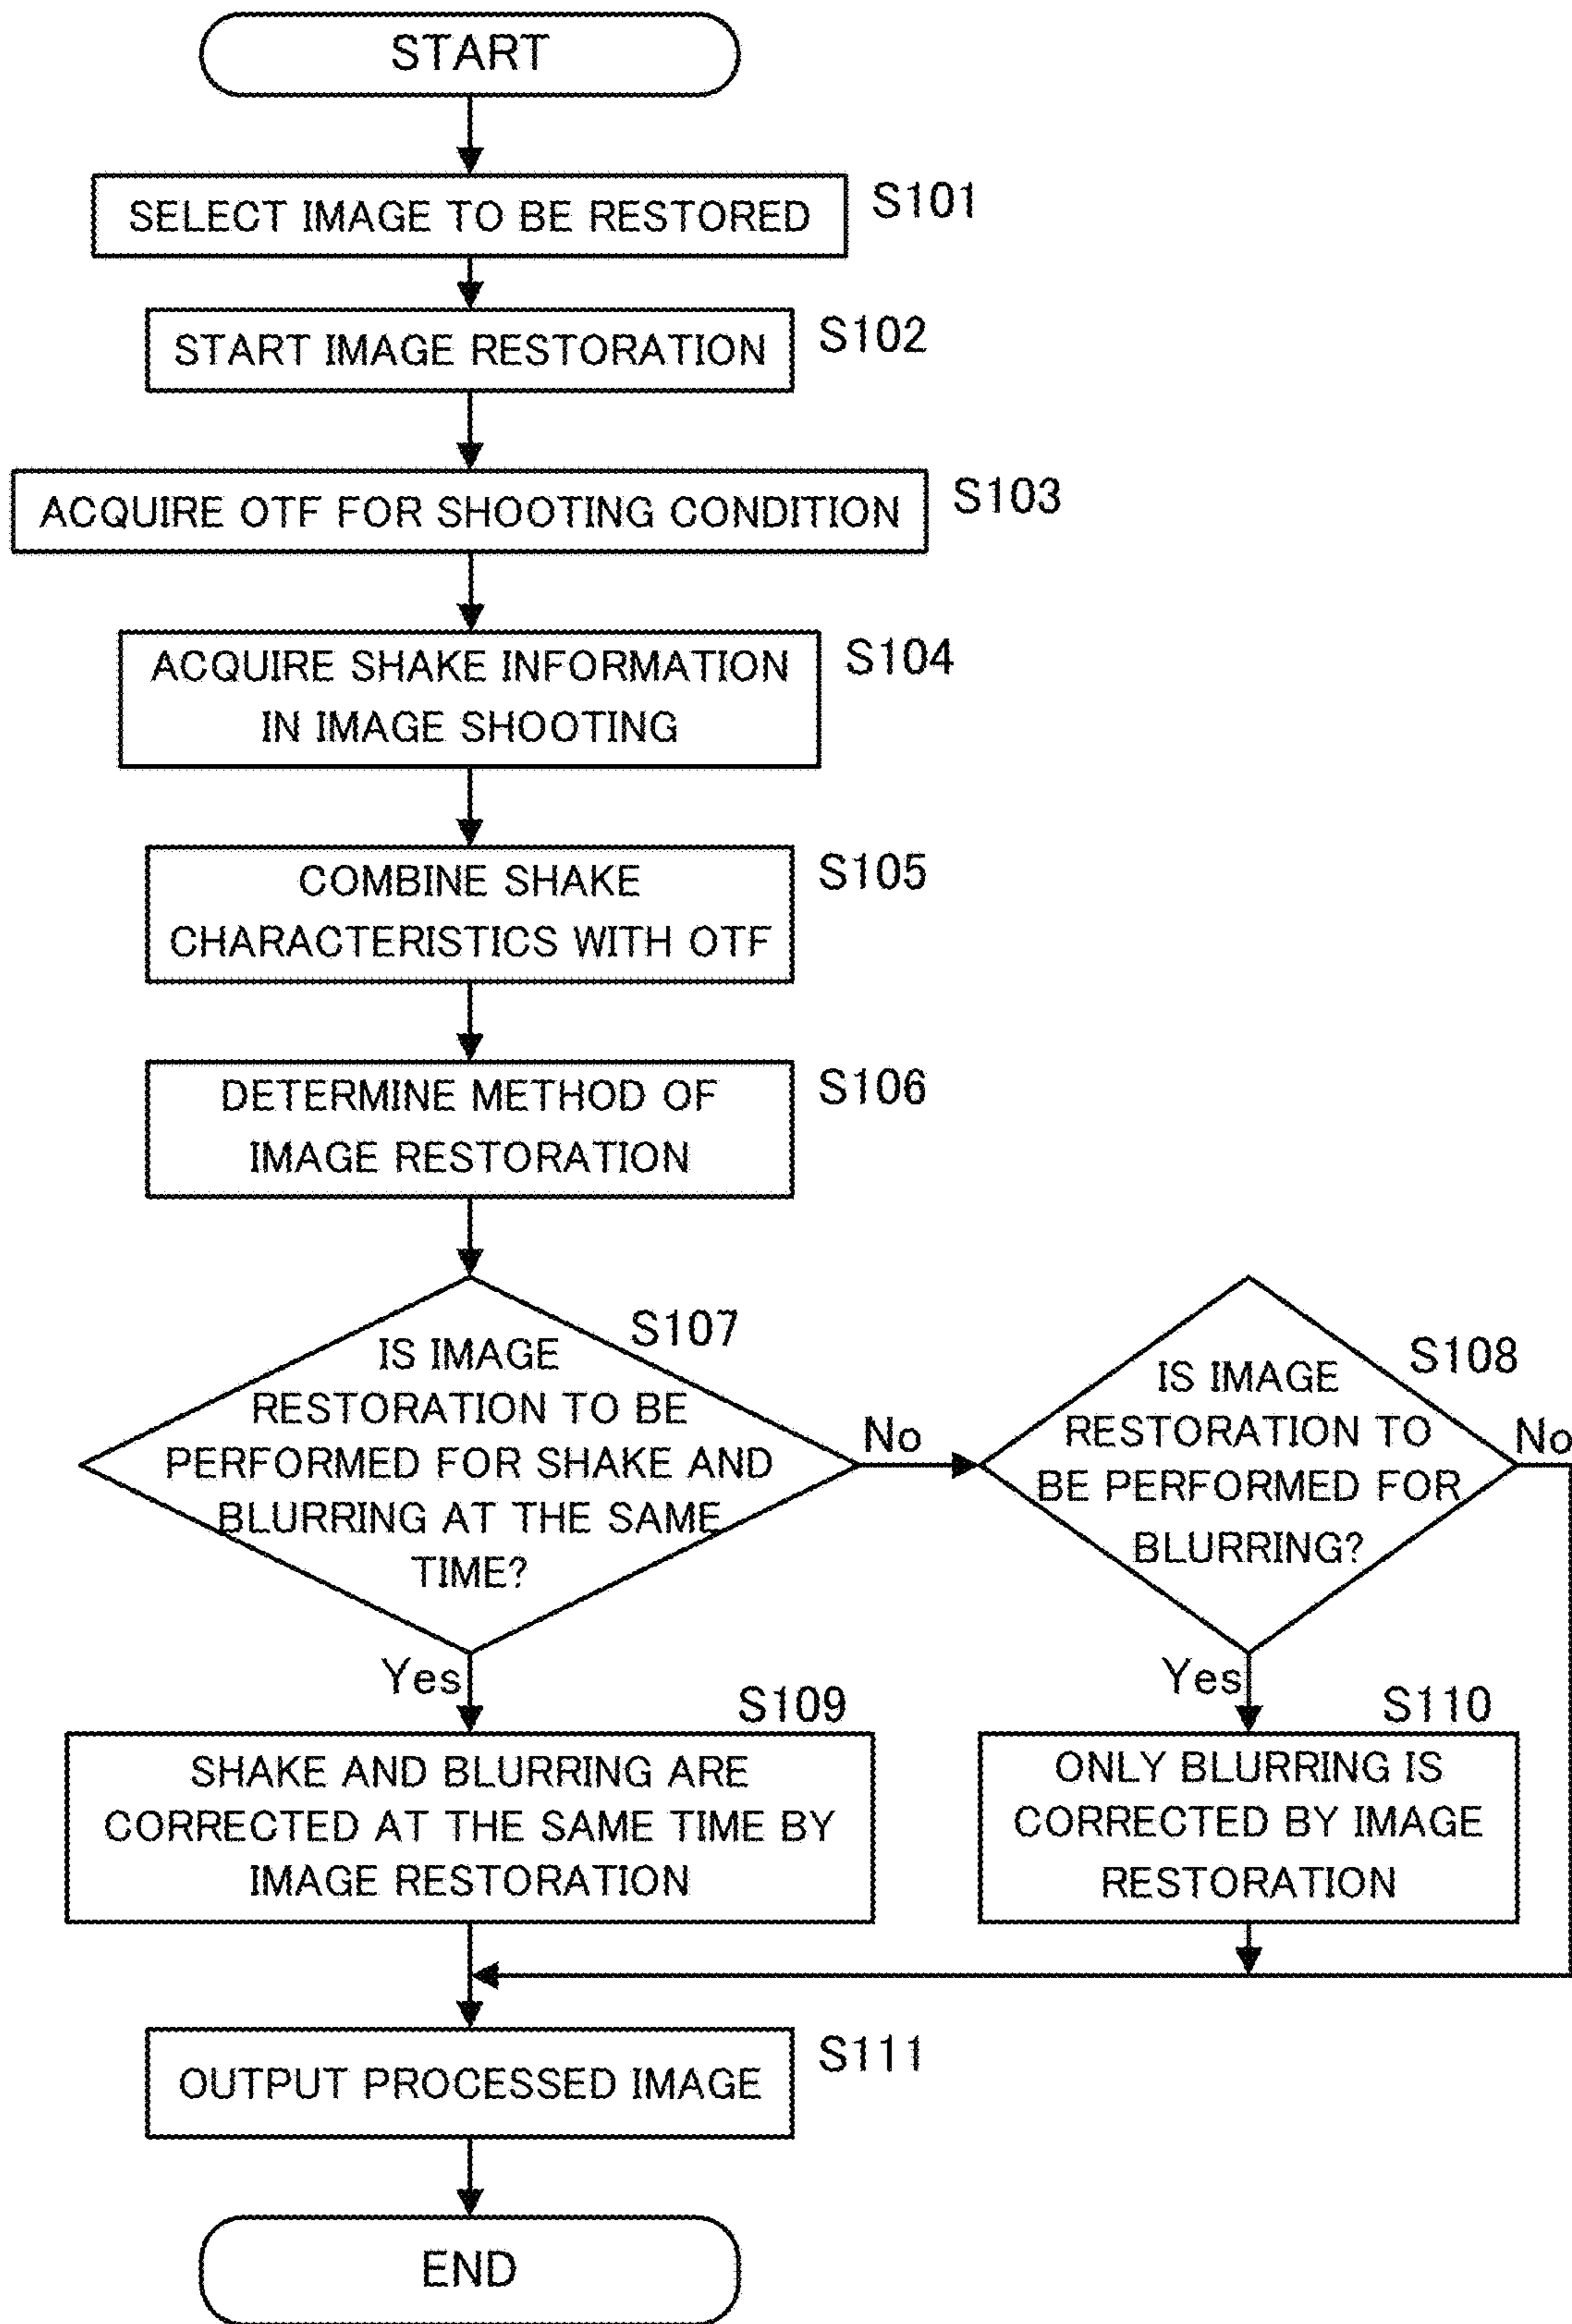 START
SELECT IMAGE TO BE RESTORED
S101
START IMAGE RESTORATION
S102
ACQUIRE OTF FOR SHOOTING CONDITION
S103
ACQUIRE SHAKE INFORMATION
IN IMAGE SHOOTING
S104
COMBINE SHAKE
CHARACTERISTICS WITH OTF
S105
DETERMINE METHOD OF
IMAGE RESTORATION
S106
IS IMAGE
RESTORATION TO BE
PERFORMED FOR SHAKE AND
BLURRING AT THE SAME
TIME?
S107
No
IS IMAGE
RESTORATION TO
BE PERFORMED FOR
BLURRING?
S108
No
Yes
Yes
S109
SHAKE AND BLURRING ARE
CORRECTED AT THE SAME TIME BY
IMAGE RESTORATION
S110
ONLY BLURRING IS
CORRECTED BY IMAGE
RESTORATION
OUTPUT PROCESSED IMAGE
S111
END